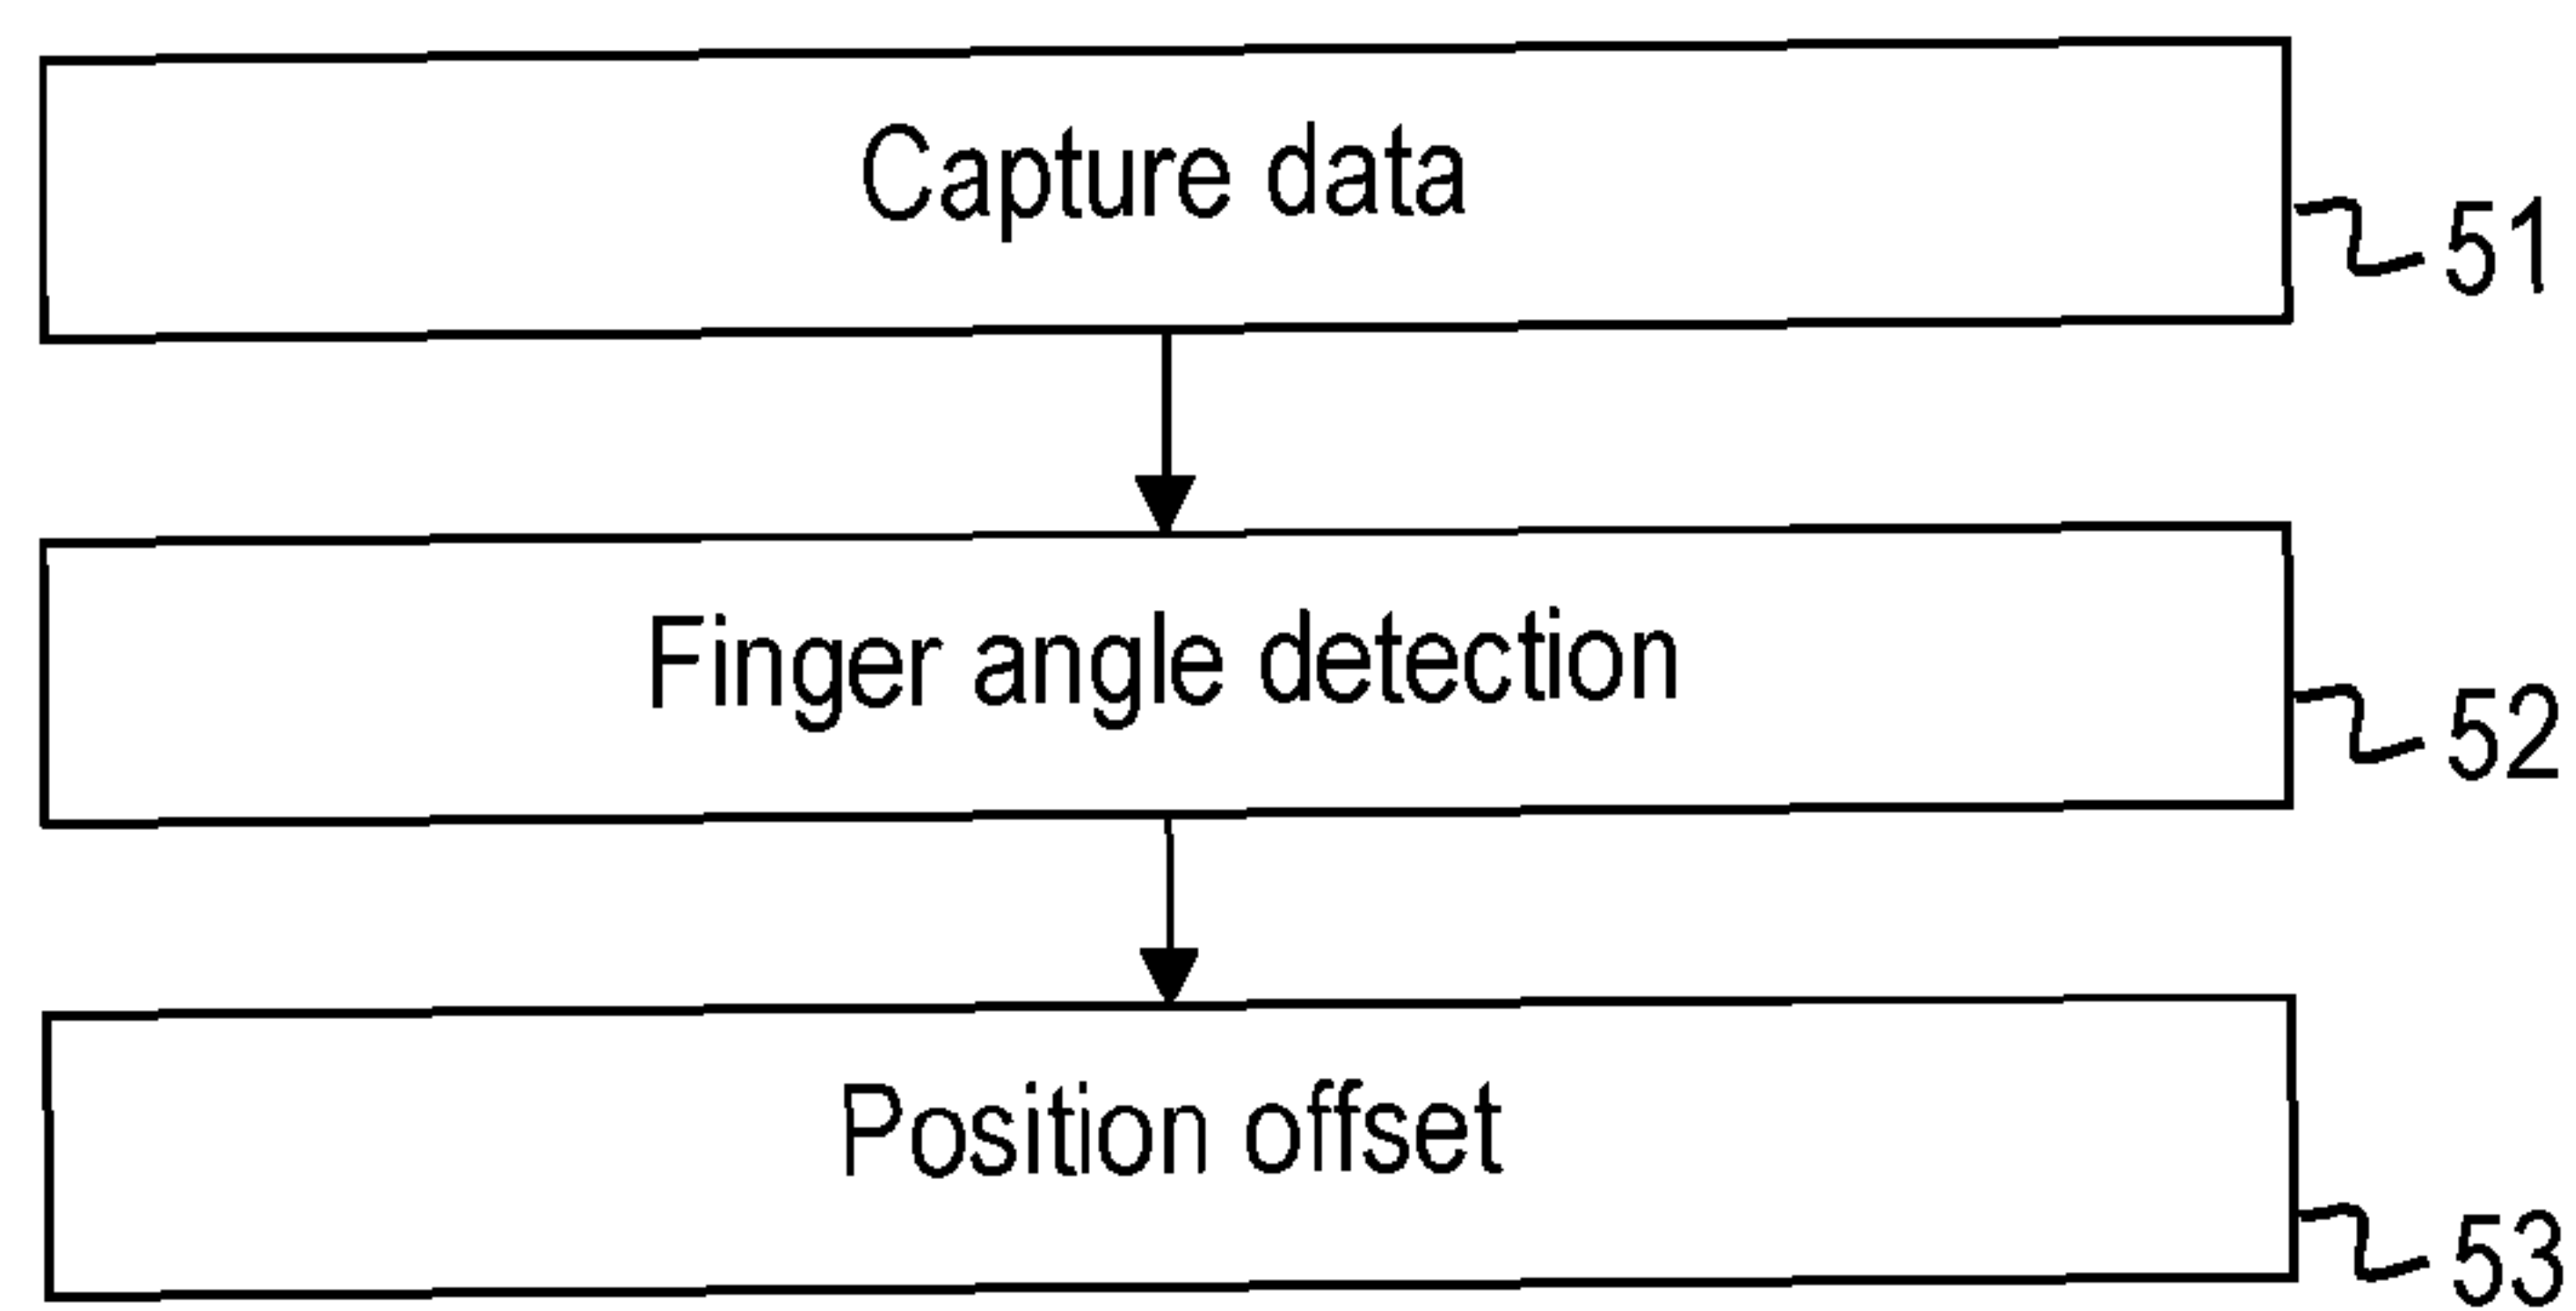 Capture data
51
Finger angle detection
52
Position offset
53